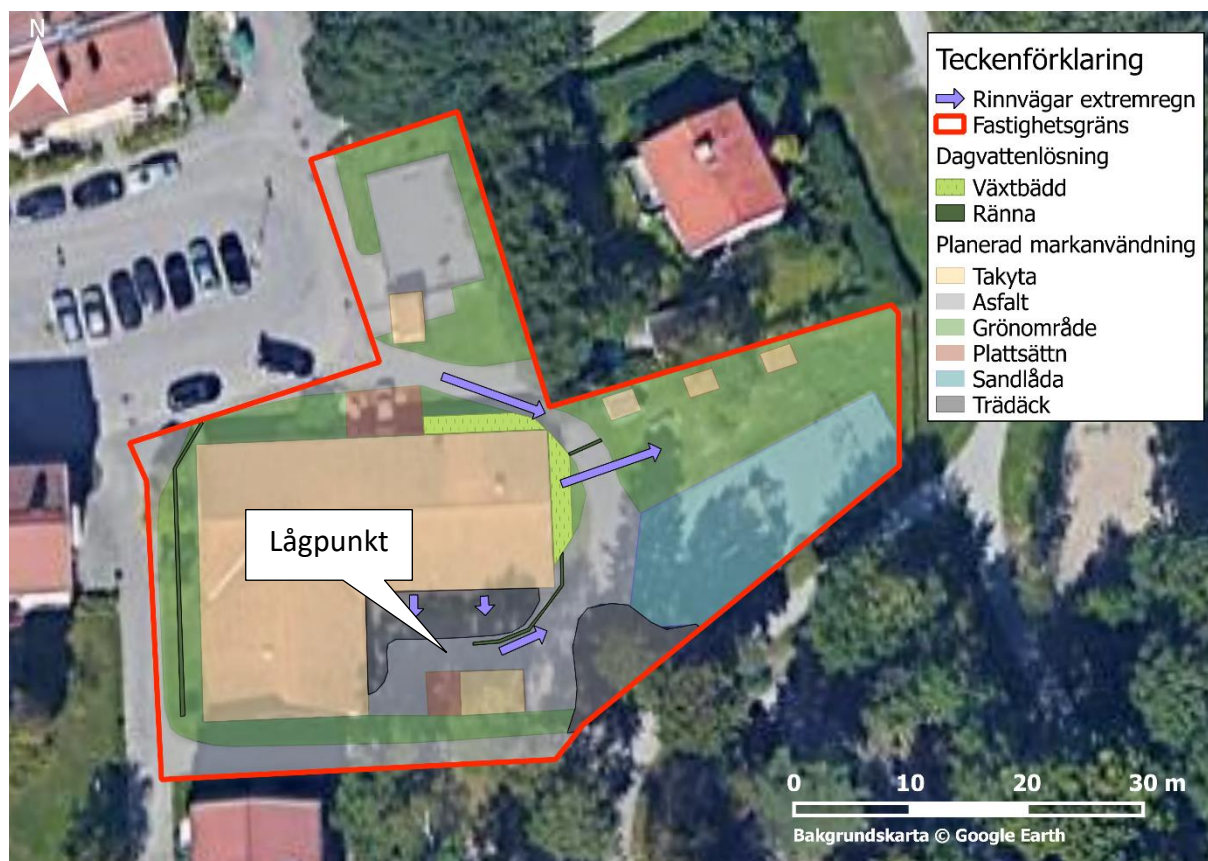 N
Teckenförklaring
Rinnvägar extremregn
Fastighetsgräns
Dagvattenlösning
Växtbädd
Ränna
Planerad markanvändning
Takyta
Asfalt
Grönområde
Plattsättn
Sandlåda
Trädäck
Lågpunkt
0 10 20 30 m
Bakgrundskarta © Google Earth